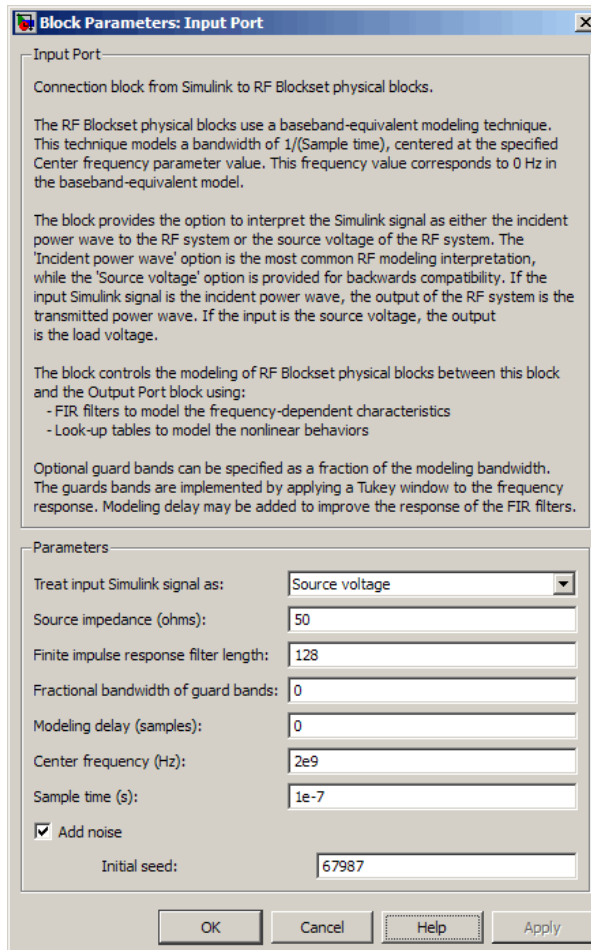 Block Parameters: Input Port
Input Port
Connection block from Simulink to RF Blockset physical blocks.
The RF Blockset physical blocks use a baseband-equivalent modeling technique.
This technique models a bandwidth of 1/(Sample time), centered at the specified
Center frequency parameter value. This frequency value corresponds to 0 Hz in
the baseband-equivalent model.
The block provides the option to interpret the Simulink signal as either the incident
power wave to the RF system or the source voltage of the RF system. The
'Incident power wave' option is the most common RF modeling interpretation,
while the 'Source voltage' option is provided for backwards compatibility. If the
input Simulink signal is the incident power wave, the output of the RF system is the
transmitted power wave. If the input is the source voltage, the output
is the load voltage.
The block controls the modeling of RF Blockset physical blocks between this block
and the Output Port block using:
- FIR filters to model the frequency-dependent characteristics
- Look-up tables to model the nonlinear behaviors
Optional guard bands can be specified as a fraction of the modeling bandwidth.
The guards bands are implemented by applying a Tukey window to the frequency
response. Modeling delay may be added to improve the response of the FIR filters.
Parameters
Treat input Simulink signal as: Source voltage
Source impedance (ohms): 50
Finite impulse response filter length: 128
Fractional bandwidth of guard bands: 0
Modeling delay (samples): 0
Center frequency (Hz): 2e9
Sample time (s): 1e-7
Add noise
Initial seed: 67987
OK Cancel Help Apply